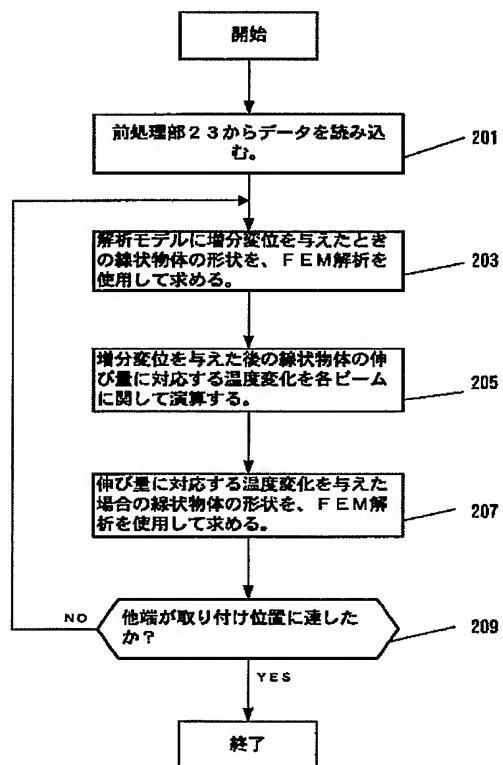 開始
前処理部23からデータを読み込
む。
201
解析モデルに増分変位を与えたとき
の線状物体の形状を、FEM解析を
使用して求める。
203
増分変位を与えた後の線状物体の伸
び量に対応する温度変化を各ビーム
に関して演算する。
205
伸び量に対応する温度変化を与えた
場合の線状物体の形状を、FEM解
析を使用して求める。
207
NO
他端が取り付け位置に達した
か?
209
YES
終了